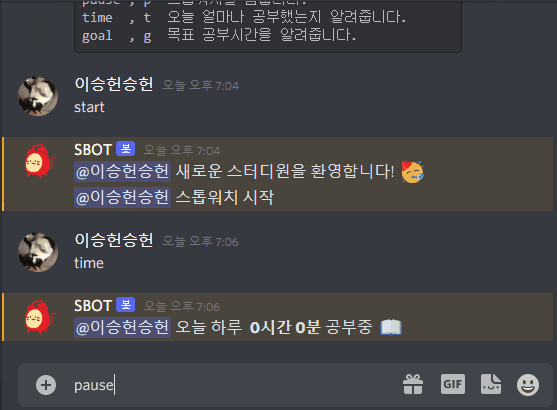 time , t 오늘 얼마나 공부했는지 알려줍니다.
goal , g 목표 공부시간을 알려줍니다.
이승헌승헌 오늘 오후 7:04
start
SBOT 봇 오늘 오후 7:04
@이승헌승헌 새로운 스터디원을 환영합니다! 🥳
@이승헌승헌 스톱워치 시작
이승헌승헌 오늘 오후 7:06
time
SBOT 봇 오늘 오후 7:06
@이승헌승헌 오늘 하루 0시간 0분 공부중 📖
pause
GIF